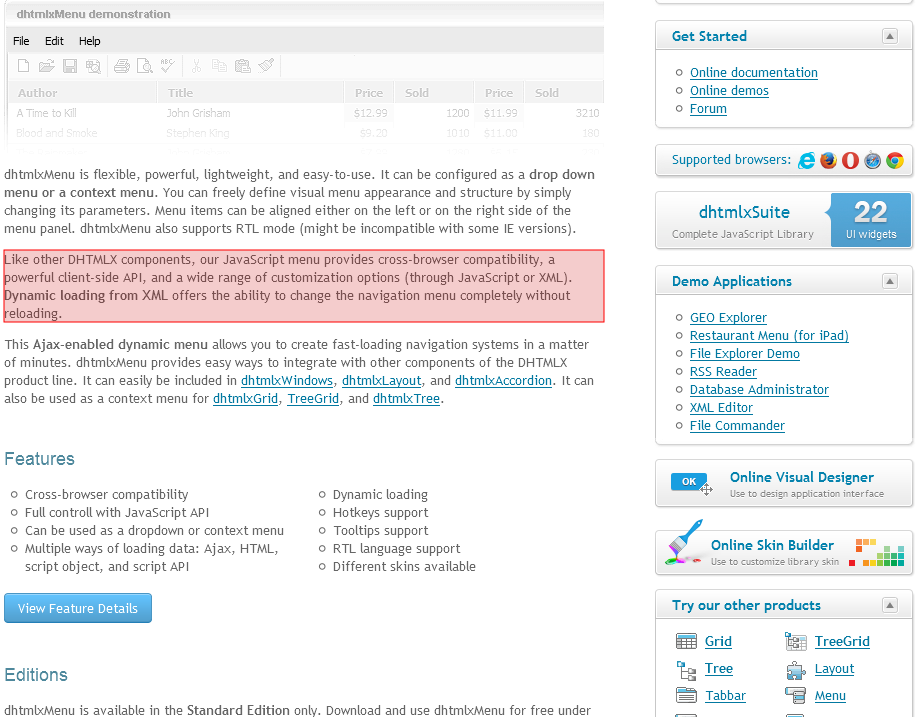 dhtmlxMenu demonstration
File Edit Help
Author Title Price Sold Price Sold
A Time to Kill John Grisham $12.99 1200 $11.99 3210
Blood and Smoke Stephen King $9.20 1010 $11.00 180
dhtmlxMenu is flexible, powerful, lightweight, and easy-to-use. It can be configured as a drop down
menu or a context menu. You can freely define visual menu appearance and structure by simply
changing its parameters. Menu items can be aligned either on the left or on the right side of the
menu panel. dhtmlxMenu also supports RTL mode (might be incompatible with some IE versions).
Like other DHTMLX components, our JavaScript menu provides cross-browser compatibility, a
powerful client-side API, and a wide range of customization options (through JavaScript or XML).
Dynamic loading from XML offers the ability to change the navigation menu completely without
reloading.
This Ajax-enabled dynamic menu allows you to create fast-loading navigation systems in a matter
of minutes. dhtmlxMenu provides easy ways to integrate with other components of the DHTMLX
product line. It can easily be included in dhtmlxWindows, dhtmlxLayout, and dhtmlxAccordion. It can
also be used as a context menu for dhtmlxGrid, TreeGrid, and dhtmlxTree.
Features
Cross-browser compatibility
Full controll with JavaScript API
Can be used as a dropdown or context menu
Multiple ways of loading data: Ajax, HTML,
script object, and script API
Dynamic loading
Hotkeys support
Tooltips support
RTL language support
Different skins available
View Feature Details
Editions
dhtmlxMenu is available in the Standard Edition only. Download and use dhtmlxMenu for free under
Get Started
Online documentation
Online demos
Forum
Supported browsers:
dhtmlxSuite
Complete JavaScript Library
22
UI widgets
Demo Applications
GEO Explorer
Restaurant Menu (for iPad)
File Explorer Demo
RSS Reader
Database Administrator
XML Editor
File Commander
OK
Online Visual Designer
Use to design application interface
Online Skin Builder
Use to customize library skin
Try our other products
Grid TreeGrid
Tree Layout
Tabbar Menu